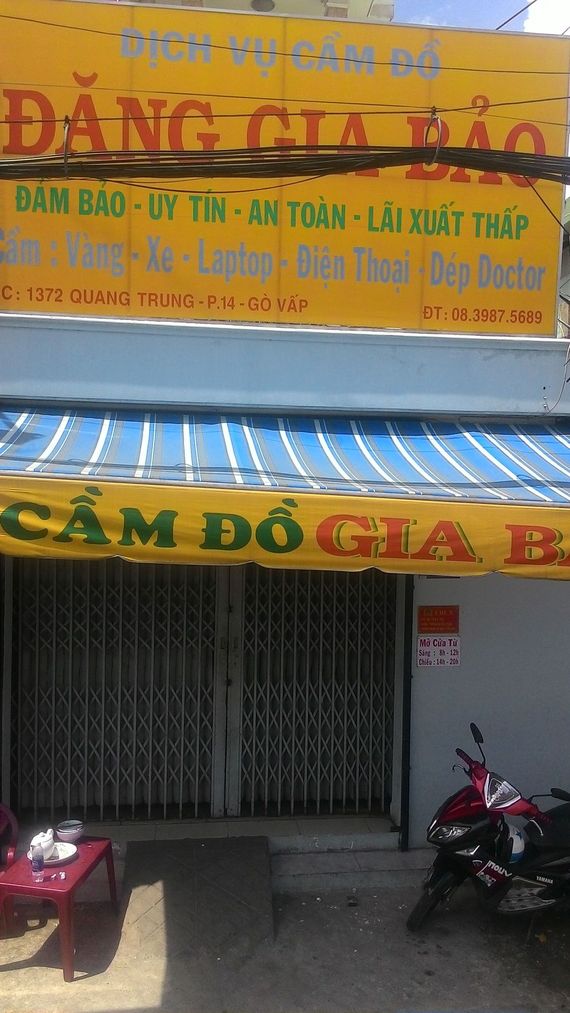 DỊCH VỤ CẦM ĐỒ
ĐĂNG GIA BẢO
ĐẢM BẢO - UY TÍN - AN TOÀN - LÃI XUẤT THẤP
Cầm : Vàng - Xe - Laptop - Điện Thoại - Dép Doctor
C : 1372 QUANG TRUNG - P.14 - GÒ VẤP
ĐT: 08.3987.5689
CẦM ĐỒ GIA
Mở Cửa Từ
Sáng : 8h - 12h
Chiều : 14h - 20h
YAMAHA